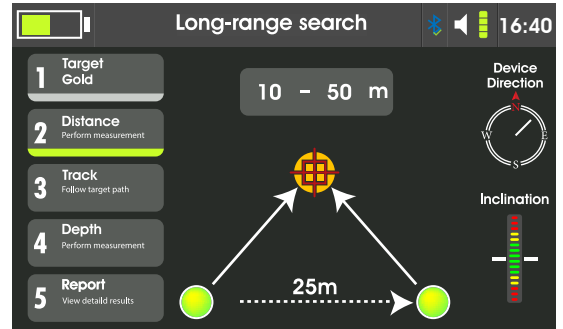 Long-range search
16:40
1
Target
Gold
2
Distance
Perform measurement
3
Track
Follow target path
4
Depth
Perform measurement
5
Report
View detaild results
10 - 50 m
25m
Device
Direction
N
W
E
S
Inclination